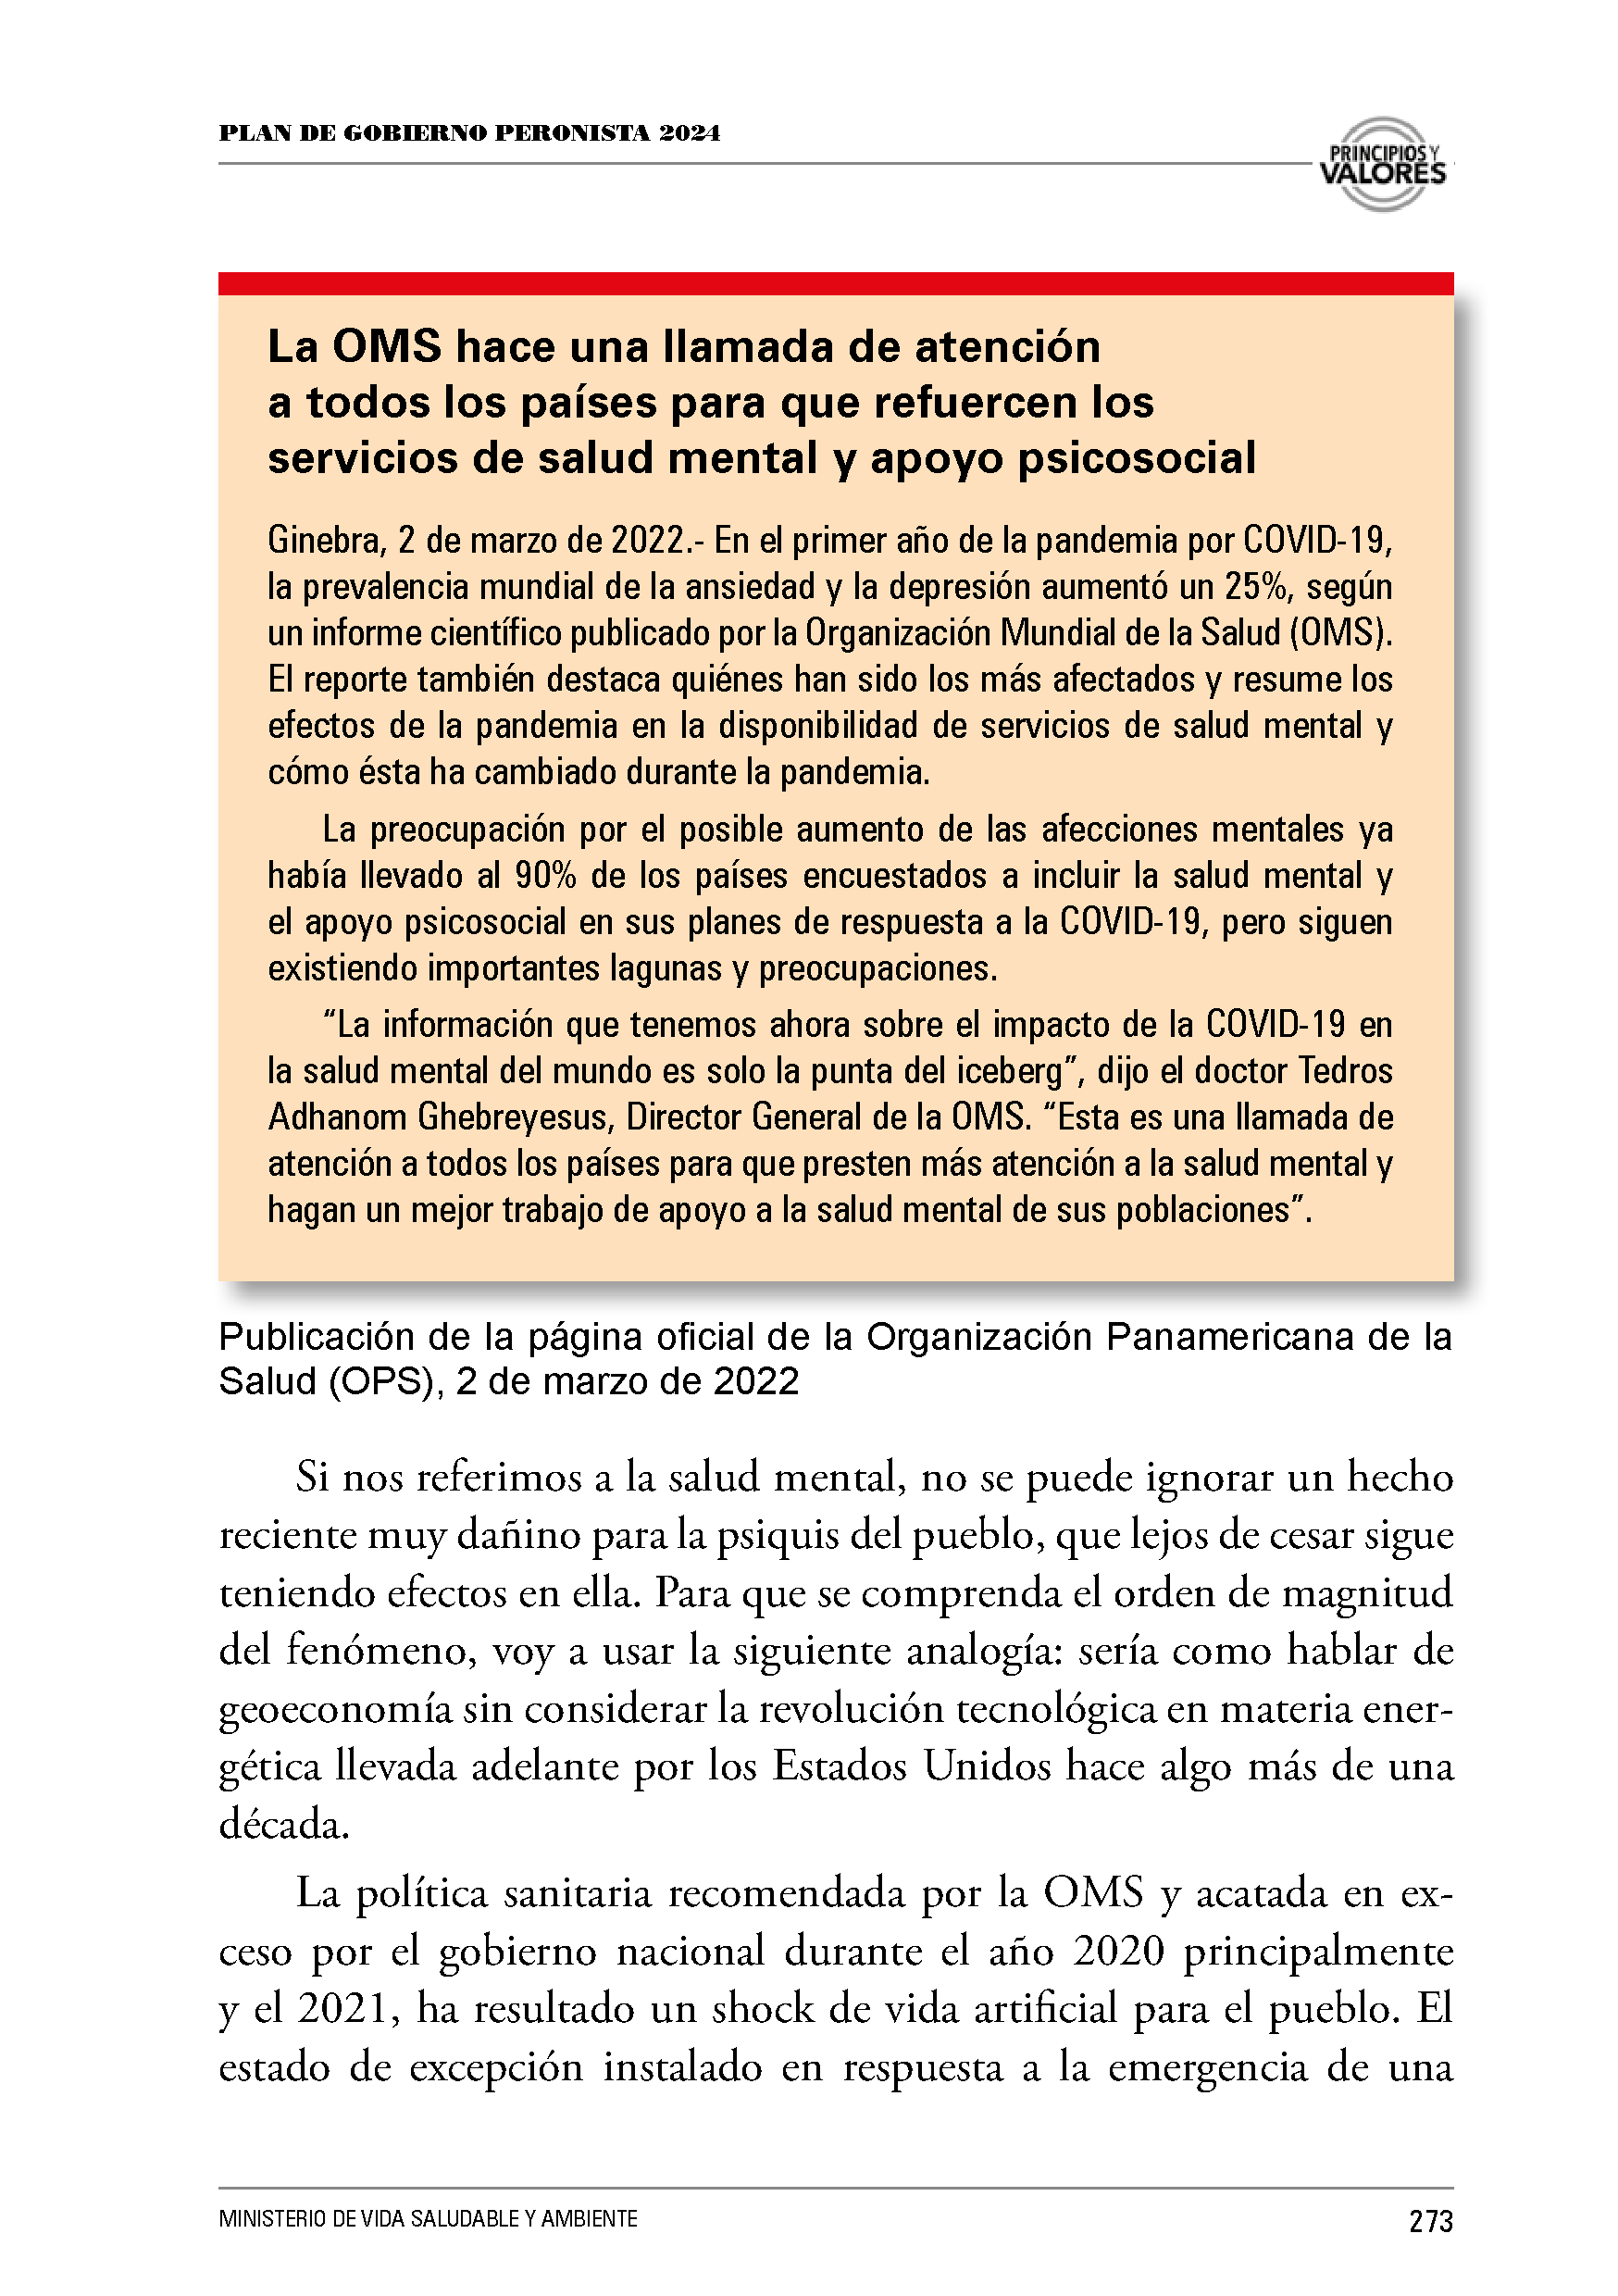 PLAN DE GOBIERNO PERONISTA 2024
PRINCIPIOS Y
VALORES
La OMS hace una llamada de atención
a todos los países para que refuercen los
servicios de salud mental y apoyo psicosocial
Ginebra, 2 de marzo de 2022.- En el primer año de la pandemia por COVID-19,
la prevalencia mundial de la ansiedad y la depresión aumentó un 25%, según
un informe científico publicado por la Organización Mundial de la Salud (OMS).
El reporte también destaca quiénes han sido los más afectados y resume los
efectos de la pandemia en la disponibilidad de servicios de salud mental y
cómo ésta ha cambiado durante la pandemia.
La preocupación por el posible aumento de las afecciones mentales ya
había llevado al 90% de los países encuestados a incluir la salud mental y
el apoyo psicosocial en sus planes de respuesta a la COVID-19, pero siguen
existiendo importantes lagunas y preocupaciones.
“La información que tenemos ahora sobre el impacto de la COVID-19 en
la salud mental del mundo es solo la punta del iceberg”, dijo el doctor Tedros
Adhanom Ghebreyesus, Director General de la OMS. “Esta es una llamada de
atención a todos los países para que presten más atención a la salud mental y
hagan un mejor trabajo de apoyo a la salud mental de sus poblaciones”.
Publicación de la página oficial de la Organización Panamericana de la
Salud (OPS), 2 de marzo de 2022
Si nos referimos a la salud mental, no se puede ignorar un hecho
reciente muy dañino para la psiquis del pueblo, que lejos de cesar sigue
teniendo efectos en ella. Para que se comprenda el orden de magnitud
del fenómeno, voy a usar la siguiente analogía: sería como hablar de
geoeconomía sin considerar la revolución tecnológica en materia ener-
gética llevada adelante por los Estados Unidos hace algo más de una
década.
La política sanitaria recomendada por la OMS y acatada en ex-
ceso por el gobierno nacional durante el año 2020 principalmente
y el 2021, ha resultado un shock de vida artificial para el pueblo. El
estado de excepción instalado en respuesta a la emergencia de una
MINISTERIO DE VIDA SALUDABLE Y AMBIENTE
273